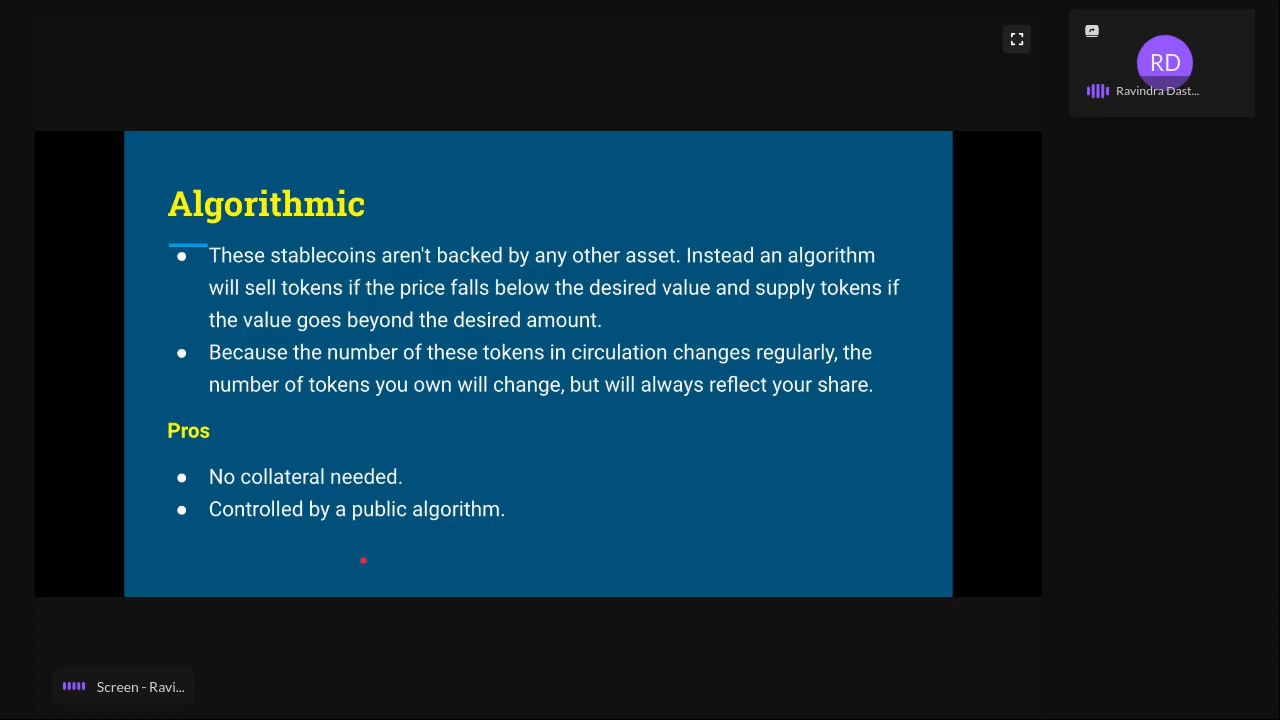 RD
Ravindra Dast...
Algorithmic
● These stablecoins aren't backed by any other asset. Instead an algorithm
will sell tokens if the price falls below the desired value and supply tokens if
the value goes beyond the desired amount.
● Because the number of these tokens in circulation changes regularly, the
number of tokens you own will change, but will always reflect your share.
Pros
● No collateral needed.
● Controlled by a public algorithm.
Screen - Ravi...